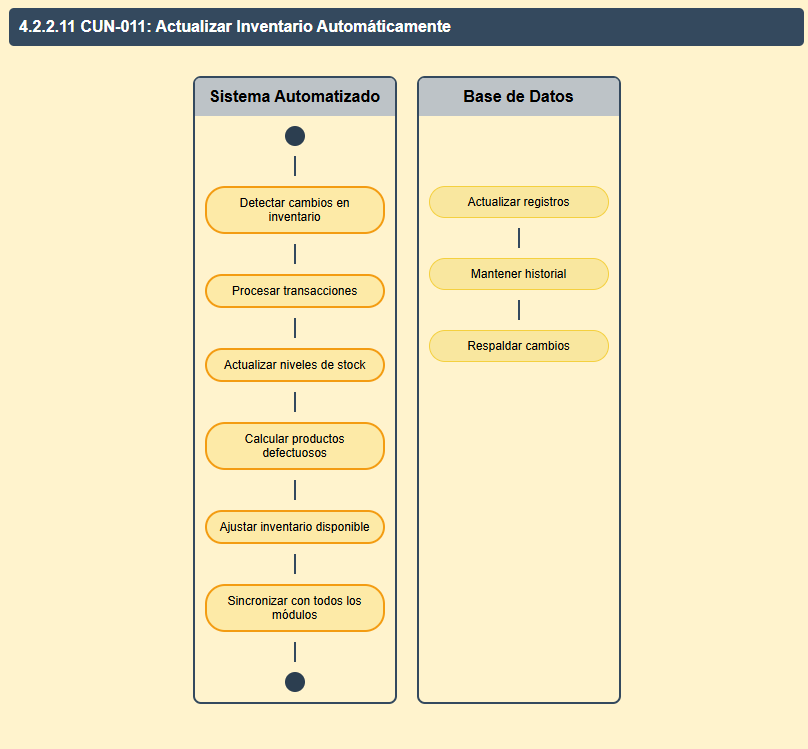 4.2.2.11 CUN-011: Actualizar Inventario Automáticamente
Sistema Automatizado
Detectar cambios en
inventario
Procesar transacciones
Actualizar niveles de stock
Calcular productos
defectuosos
Ajustar inventario disponible
Sincronizar con todos los
módulos
Base de Datos
Actualizar registros
Mantener historial
Respaldar cambios